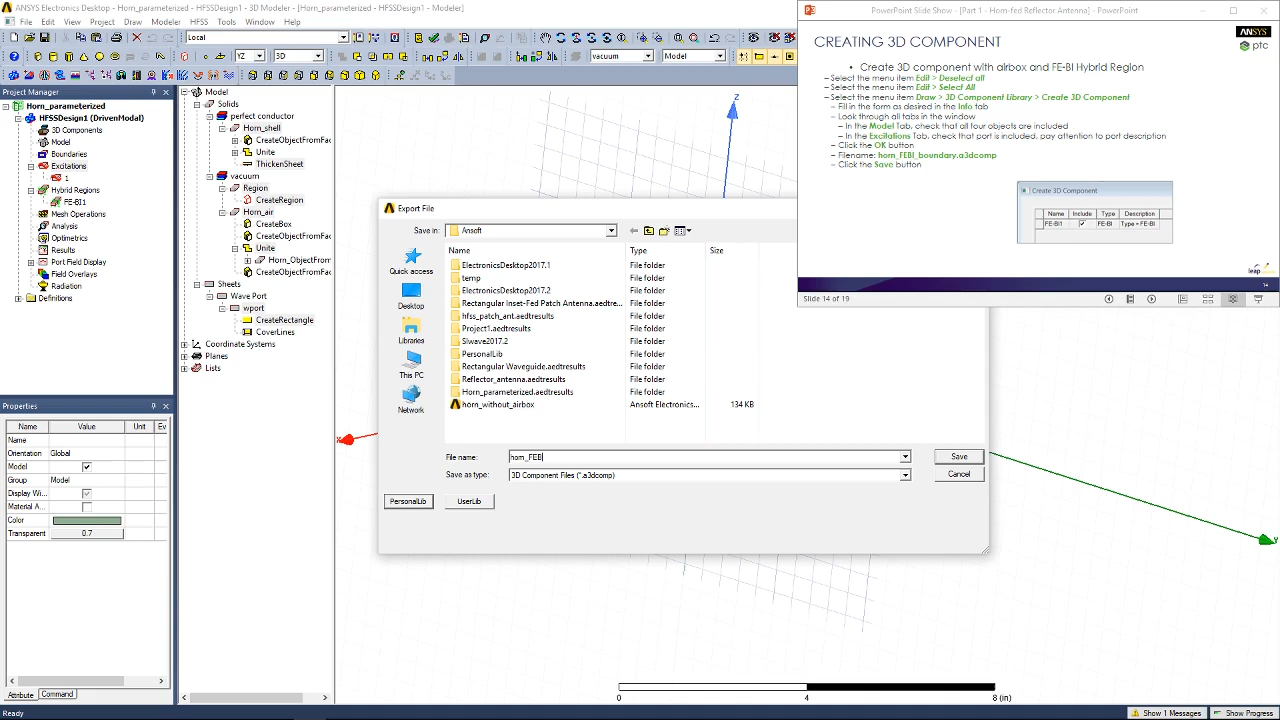 ANSYS Electronics Desktop - Horn_parameterized - HFSSDesign1 - 3D Modeler - [Horn_parameterized - HFSSDesign1 - Modeler]
File Edit View Project Draw Modeler HFSS Tools Window Help
Local
YZ
3D
vacuum
Model
Project Manager
Horn_parameterized
HFSSDesign1 (DrivenModal)
3D Components
Model
Boundaries
Excitations
1
Hybrid Regions
FE-BI1
Mesh Operations
Analysis
Optimetrics
Results
Port Field Display
Field Overlays
Radiation
Definitions
Model
Solids
perfect conductor
Horn_shell
CreateObjectFromFac
Unite
ThickenSheet
vacuum
Region
CreateRegion
Horn_air
CreateBox
CreateObjectFromFac
Unite
Horn_ObjectFrom
CreateObjectFromFac
Sheets
Wave Port
wport
CreateRectangle
CoverLines
Coordinate Systems
Planes
Lists
Properties
Name Value Unit Ev
Name
Orientation Global
Model
Group Model
Display Wi...
Material A...
Color
Transparent 0.7
Attribute Command
Z
X
Y
Export File
Save in: Ansoft
Quick access
Desktop
Libraries
This PC
Network
Name Type Size
ElectronicsDesktop2017.1 File folder
temp File folder
ElectronicsDesktop2017.2 File folder
Rectangular Inset-Fed Patch Antenna.aedtre... File folder
hfss_patch_ant.aedtresults File folder
Project1.aedtresults File folder
SIwave2017.2 File folder
PersonalLib File folder
Rectangular Waveguide.aedtresults File folder
Reflector_antenna.aedtresults File folder
Horn_parameterized.aedtresults File folder
horn_without_airbox Ansoft Electronics... 134 KB
File name: horn_FEB
Save
Save as type: 3D Component Files (*.a3dcomp)
Cancel
PersonalLib UserLib
0 4 8 (in)
Ready
Show 1 Messages Show Progress
PowerPoint Slide Show - [Part 1 - Horn-fed Reflector Antenna] - PowerPoint
CREATING 3D COMPONENT
ANSYS
ptc
• Create 3D component with airbox and FE-BI Hybrid Region
– Select the menu item Edit > Deselect all
– Select the menu item Edit > Select All
– Select the menu item Draw > 3D Component Library > Create 3D Component
– Fill in the form as desired in the Info tab
– Look through all tabs in the window
– In the Model Tab, check that all four objects are included
– In the Excitations Tab, check that port is included, pay attention to port description
– Click the OK button
– Filename: horn_FEBI_boundary.a3dcomp
– Click the Save button
Create 3D Component
Name Include Type Description
FE-BI1 FE-BI Type = FE-BI
leap
14
Slide 14 of 19